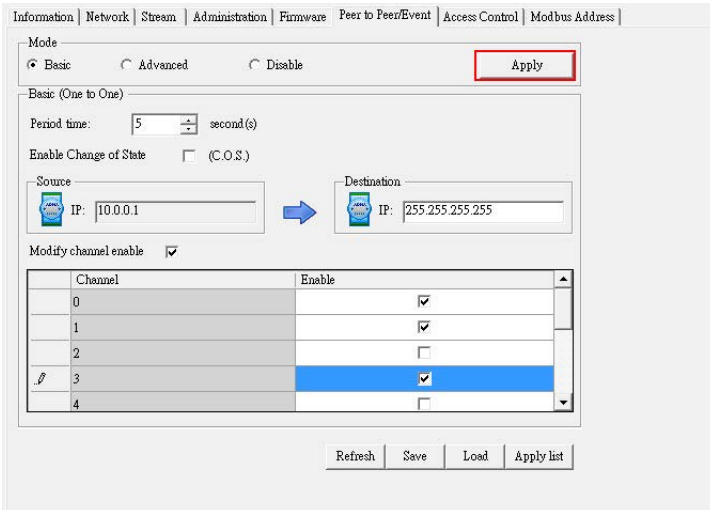 Information Network Stream Administration Firmware Peer to Peer/Event Access Control Modbus Address
Mode
Basic Advanced Disable Apply
Basic (One to One)
Period time: 5 second(s)
Enable Change of State (C.O.S.)
Source Destination
IP: 10.0.0.1 IP: 255.255.255.255
Modify channel enable
Channel Enable
0
1
2
3
4
Refresh Save Load Apply list